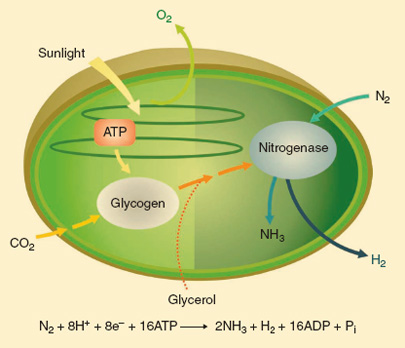 O₂
Sunlight
N₂
ATP
Nitrogenase
Glycogen
NH₃
CO₂
H₂
Glycerol
N₂ + 8H⁺ + 8e⁻ + 16ATP ⟶ 2NH₃ + H₂ + 16ADP + Pᵢ